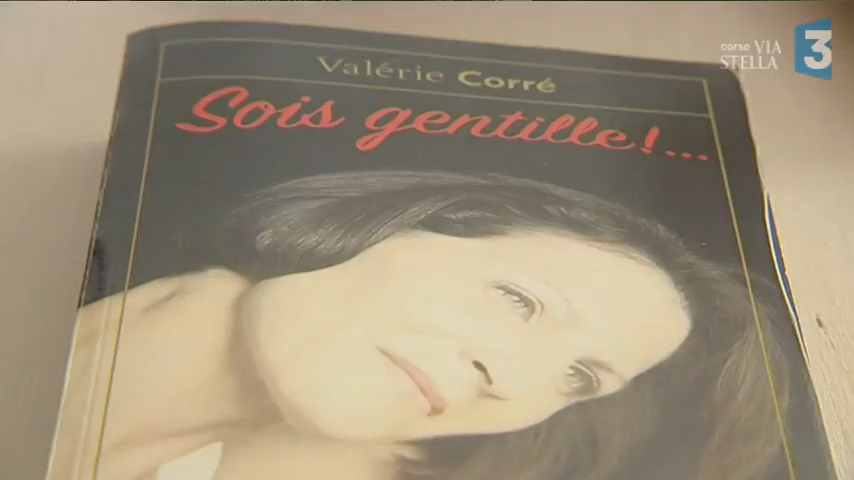 corse VIA
STELLA
3
Valérie Corré
Sois gentille!...